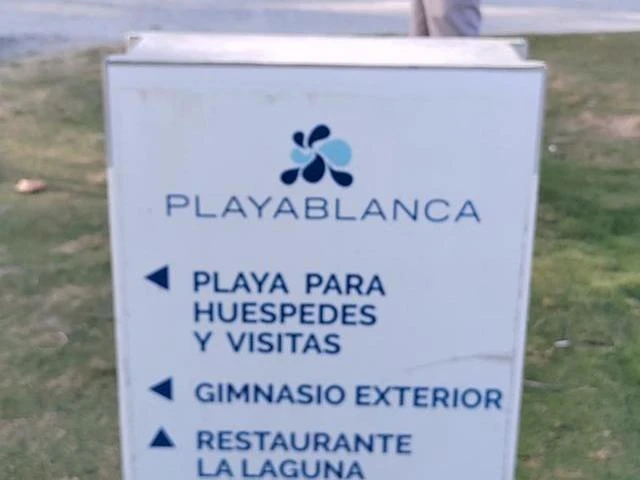 PLAYABLANCA
PLAYA PARA
HUESPEDES
Y VISITAS
GIMNASIO EXTERIOR
RESTAURANTE
LA LAGUNA